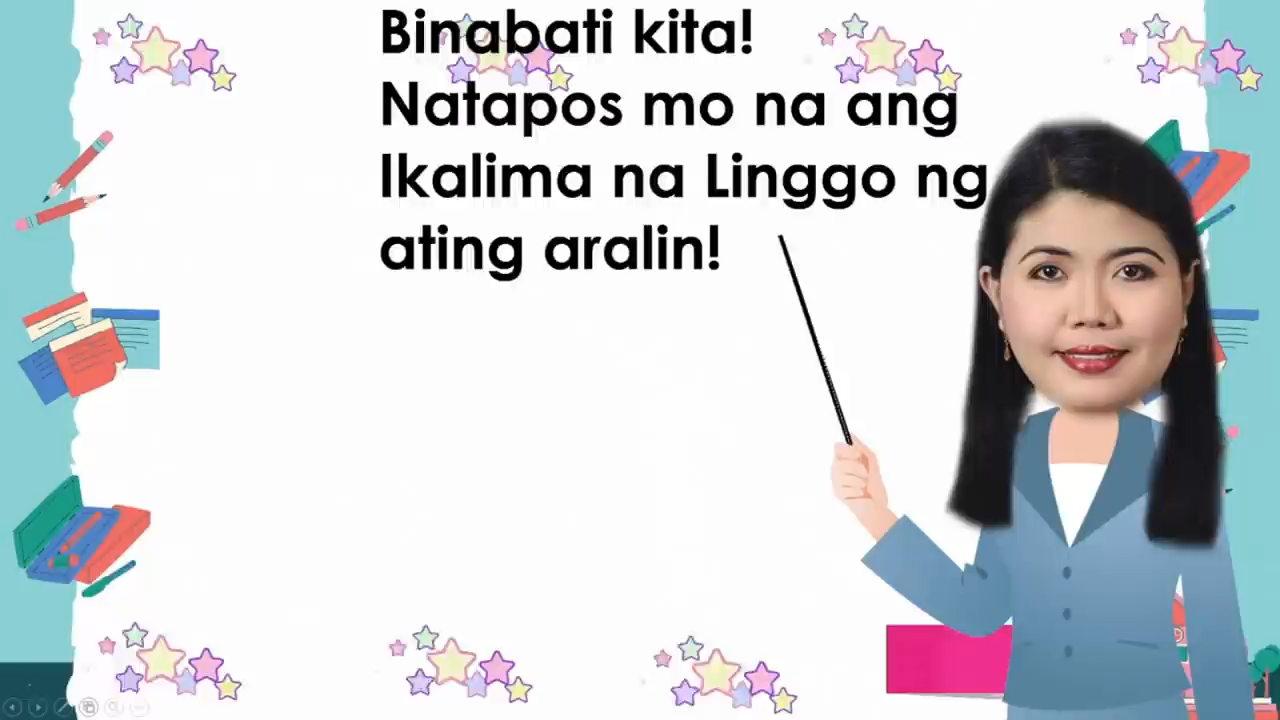 Binabati kita!
Natapos mo na ang
Ikalima na Linggo ng
ating aralin!